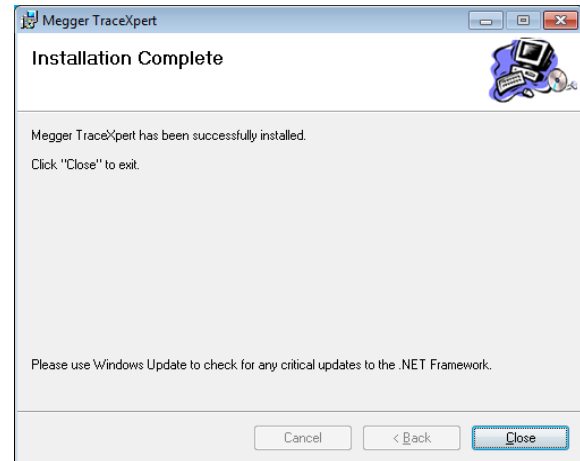 Megger TraceXpert
Installation Complete
Megger TraceXpert has been successfully installed.
Click "Close" to exit.
Please use Windows Update to check for any critical updates to the .NET Framework.
Cancel
< Back
Close